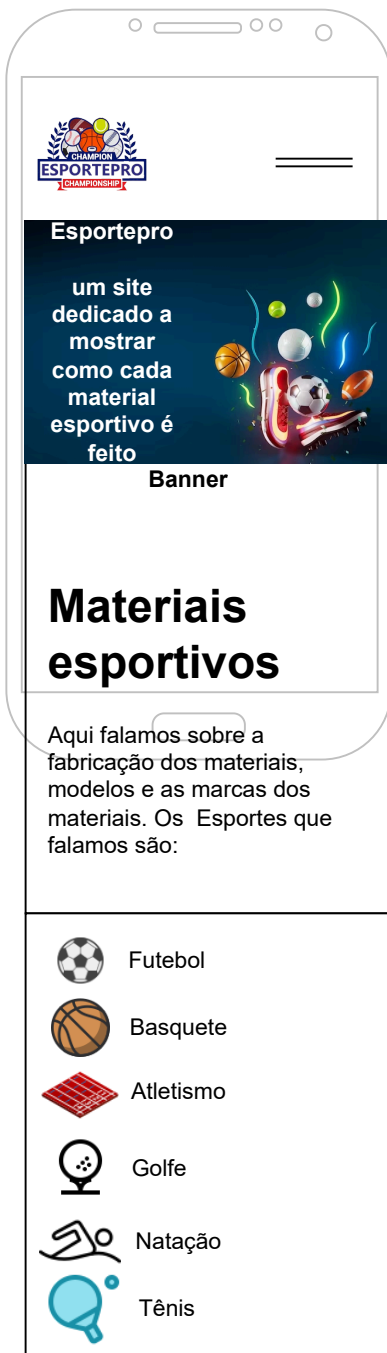 CHAMPION
ESPORTEPRO
CHAMPIONSHIP
Esportepro
um site
dedicado a
mostrar
como cada
material
esportivo é
feito
Banner
Materiais
esportivos
Aqui falamos sobre a
fabricação dos materiais,
modelos e as marcas dos
materiais. Os Esportes que
falamos são:
Futebol
Basquete
Atletismo
Golfe
Natação
Tênis